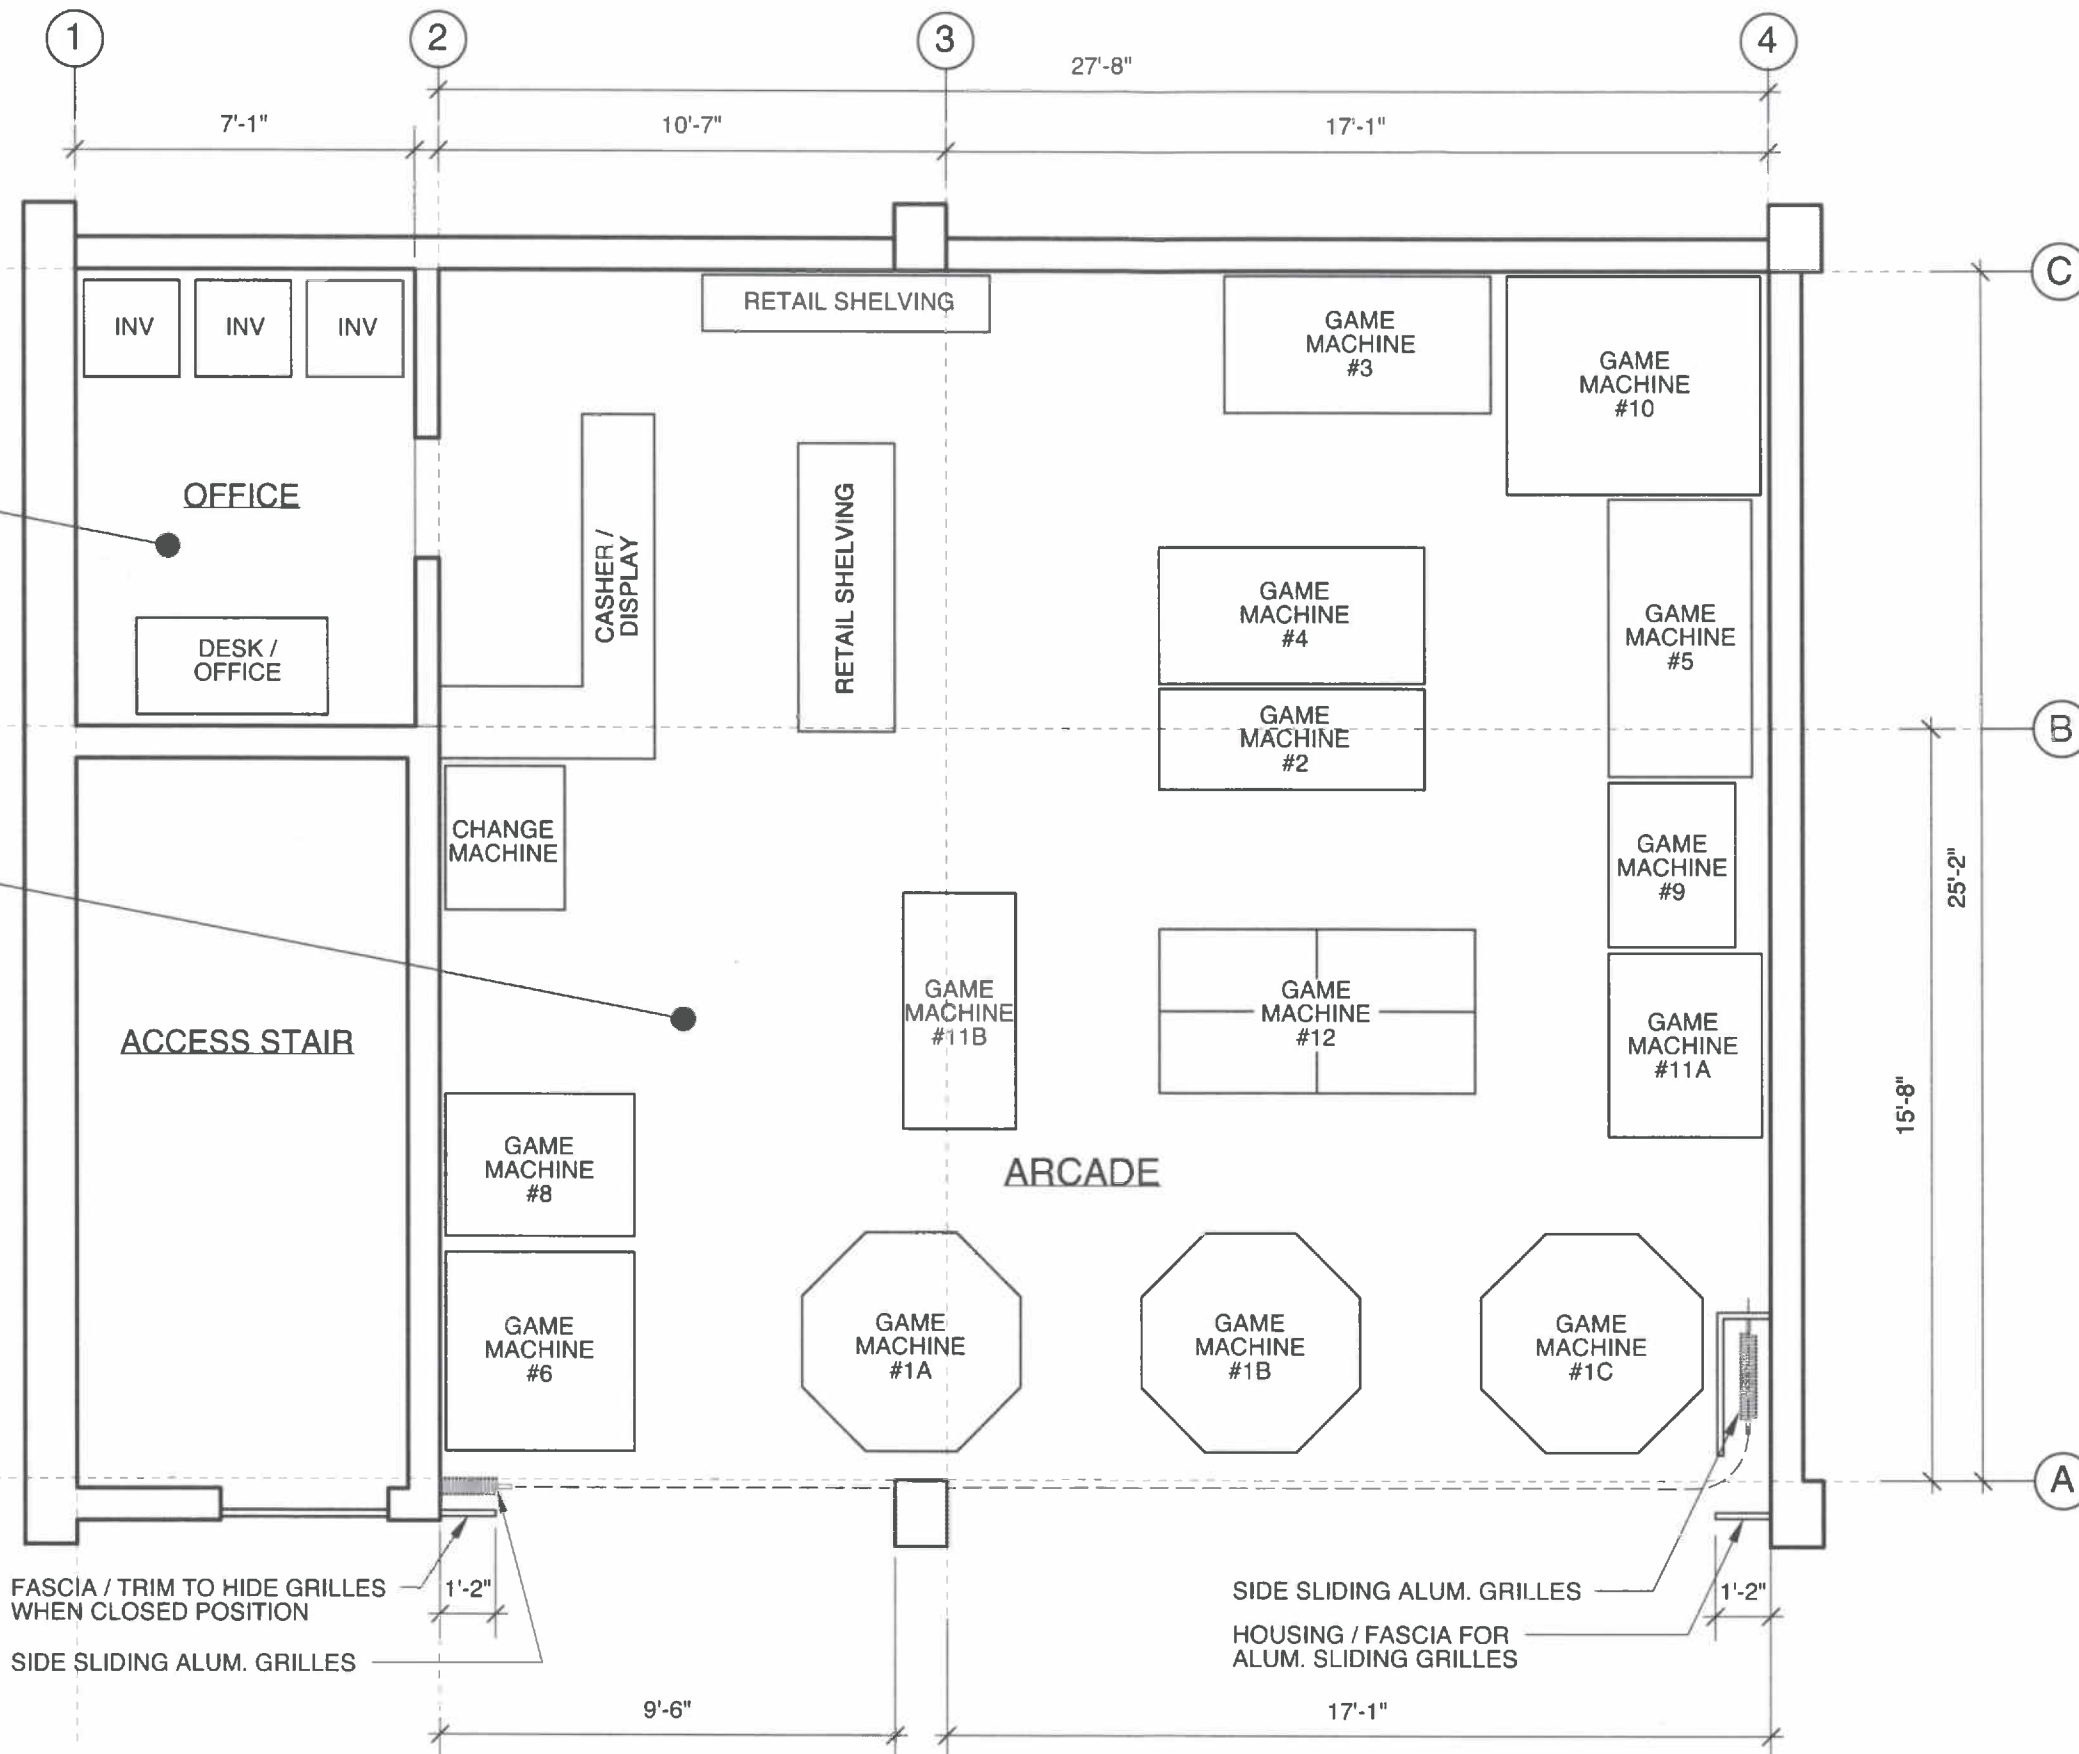 1
2
3
4
27'-8"
7'-1"
10'-7"
17'-1"
C
RETAIL SHELVING
INV
INV
INV
GAME
MACHINE
#3
GAME
MACHINE
#10
OFFICE
CASHER /
DISPLAY
RETAIL SHELVING
GAME
MACHINE
#4
GAME
MACHINE
#5
DESK /
OFFICE
GAME
MACHINE
#2
B
CHANGE
MACHINE
GAME
MACHINE
#9
25'-2"
GAME
MACHINE
#11B
GAME
MACHINE
#12
GAME
MACHINE
#11A
ACCESS STAIR
15'-8"
GAME
MACHINE
#8
ARCADE
GAME
MACHINE
#6
GAME
MACHINE
#1A
GAME
MACHINE
#1B
GAME
MACHINE
#1C
A
FASCIA / TRIM TO HIDE GRILLES
WHEN CLOSED POSITION
1'-2"
SIDE SLIDING ALUM. GRILLES
SIDE SLIDING ALUM. GRILLES
1'-2"
HOUSING / FASCIA FOR
ALUM. SLIDING GRILLES
9'-6"
17'-1"